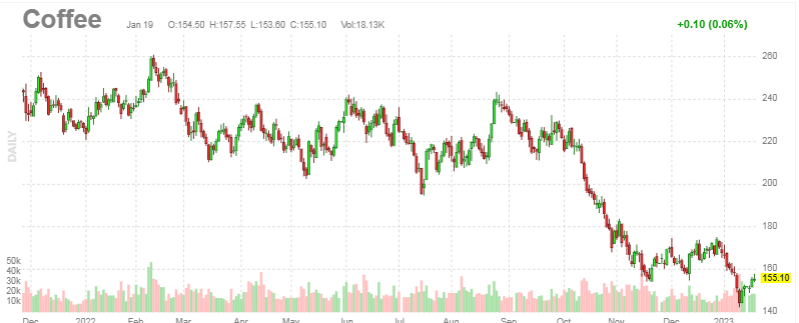 Coffee Jan 19 O:154.50 H:157.55 L:153.60 C:155.10 Vol:18.13K +0.10 (0.06%)
260
240
DAILY
220
200
180
50k 160
40k 155.10
30k
20k
10k 140
Dec 2022 Feb Mar Apr May Jun Jul Aug Sep Oct Nov Dec 2023